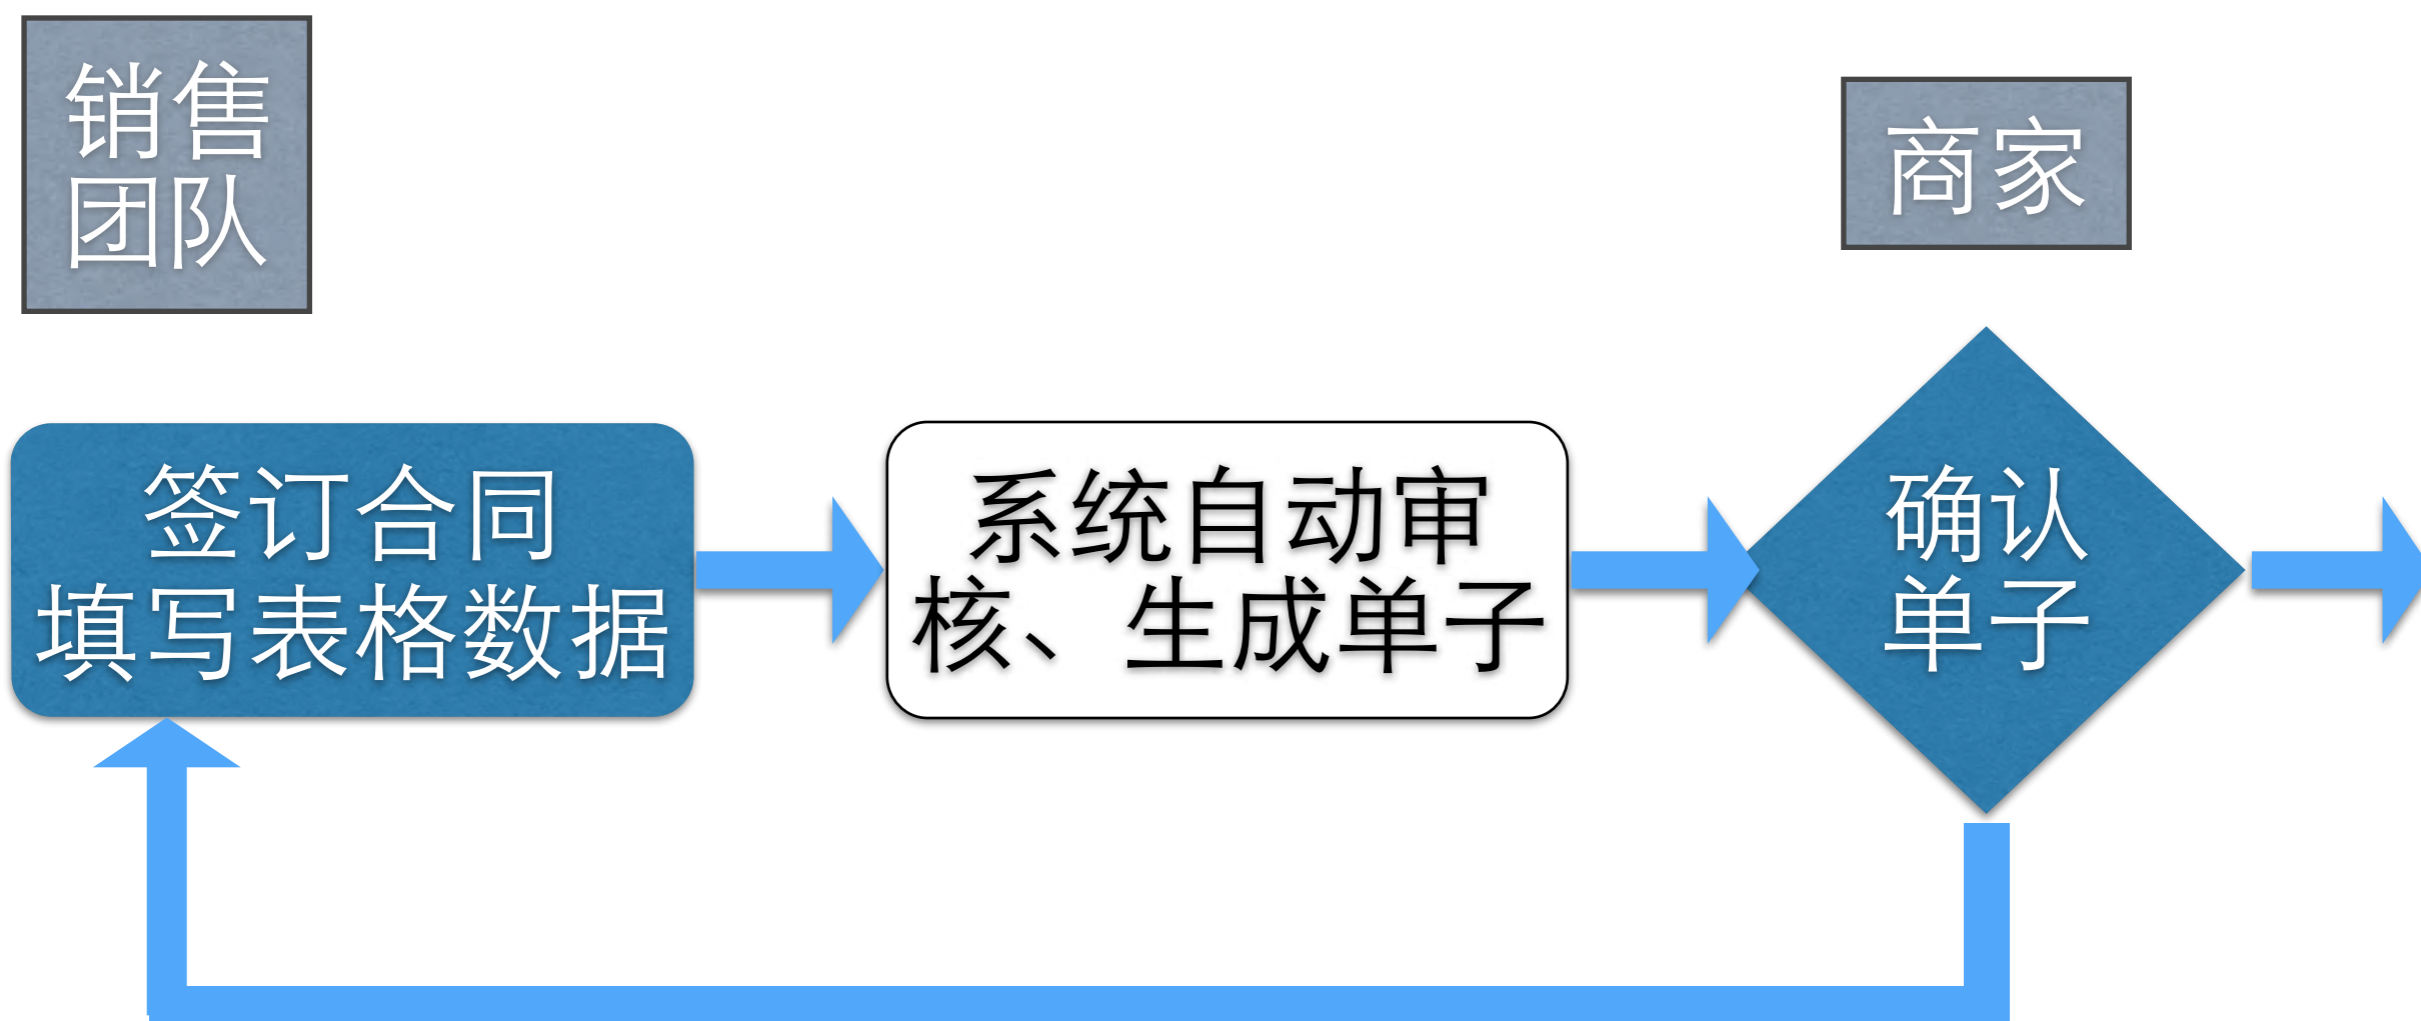 销售
团队
商家
签订合同
填写表格数据
系统自动审
核、生成单子
确认
单子